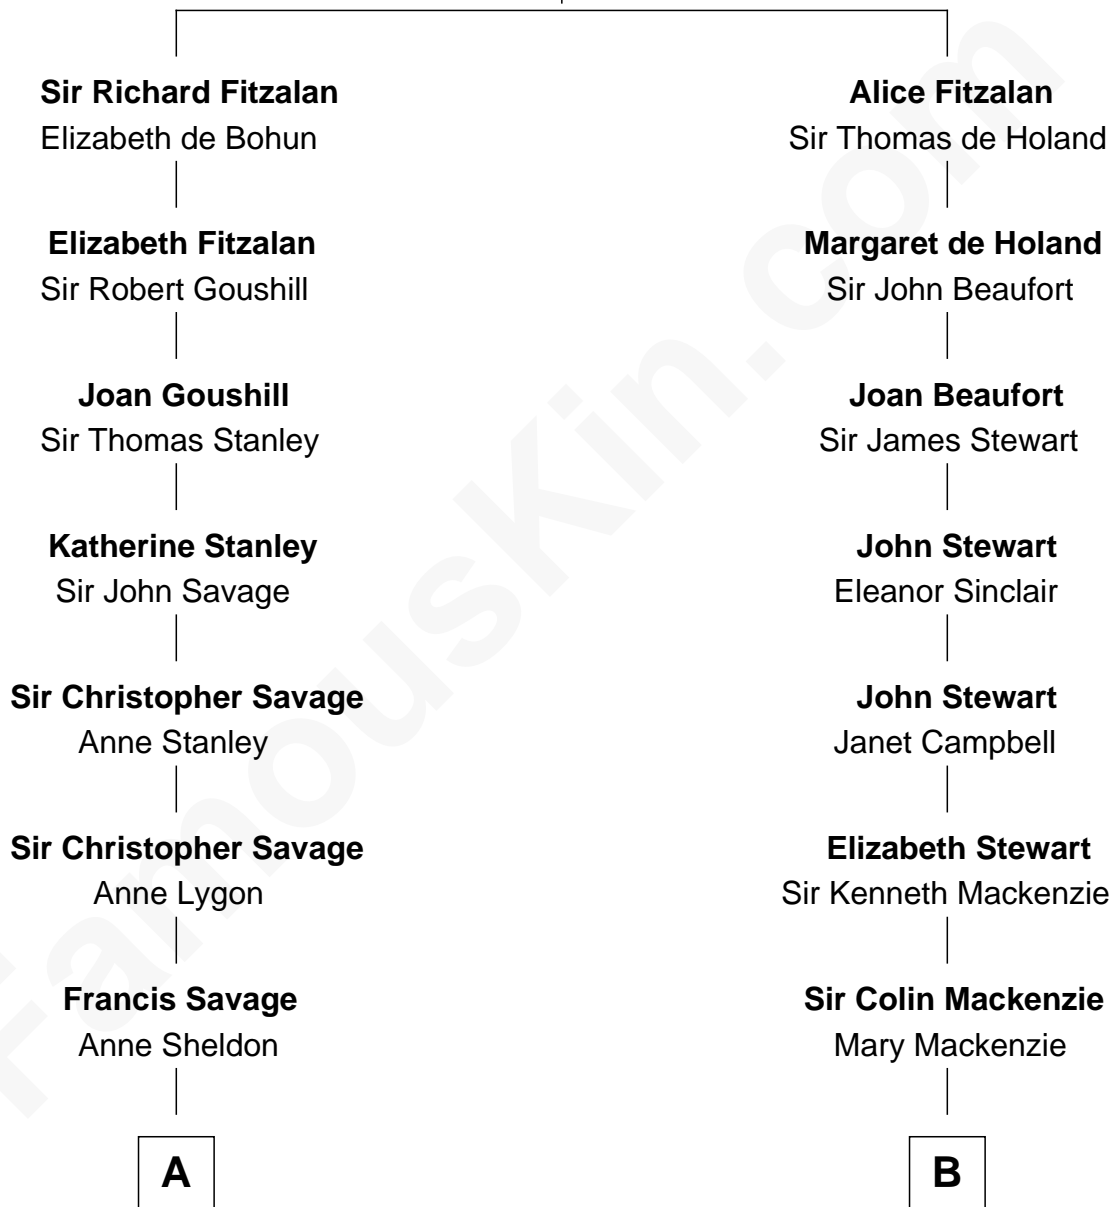 Sir Richard Fitzalan
Elizabeth de Bohun
Elizabeth Fitzalan
Sir Robert Goushill
Joan Goushill
Sir Thomas Stanley
Katherine Stanley
Sir John Savage
Sir Christopher Savage
Anne Stanley
Sir Christopher Savage
Anne Lygon
Francis Savage
Anne Sheldon
A
Alice Fitzalan
Sir Thomas de Holand
Margaret de Holand
Sir John Beaufort
Joan Beaufort
Sir James Stewart
John Stewart
Eleanor Sinclair
John Stewart
Janet Campbell
Elizabeth Stewart
Sir Kenneth Mackenzie
Sir Colin Mackenzie
Mary Mackenzie
B
FamousKin.com